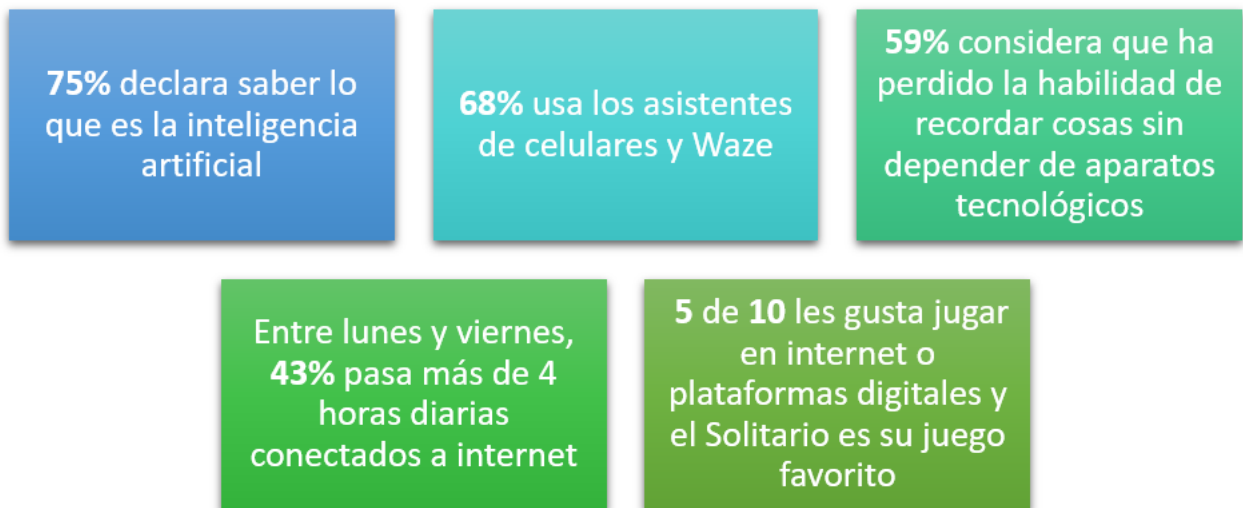 75% declara saber lo
que es la inteligencia
artificial
68% usa los asistentes
de celulares y Waze
59% considera que ha
perdido la habilidad de
recordar cosas sin
depender de aparatos
tecnológicos
Entre lunes y viernes,
43% pasa más de 4
horas diarias
conectados a internet
5 de 10 les gusta jugar
en internet o
plataformas digitales y
el Solitario es su juego
favorito